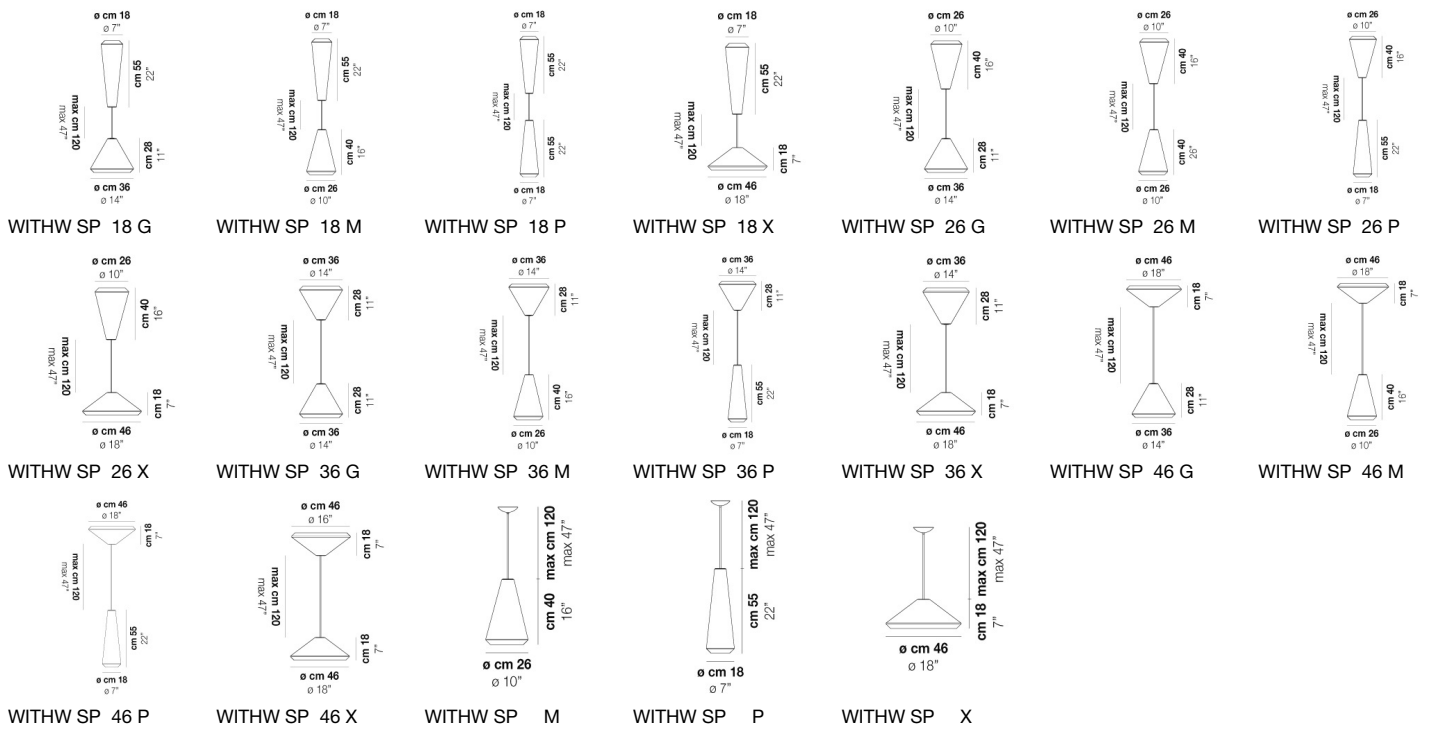 ø cm 18
ø 7"
cm 55
22"
max cm 120
max 47"
cm 28
11"
ø cm 36
ø 14"
WITHW SP 18 G
ø cm 18
ø 7"
cm 55
22"
max cm 120
max 47"
cm 40
16"
ø cm 26
ø 10"
WITHW SP 18 M
ø cm 18
ø 7"
cm 55
22"
max cm 120
max 47"
cm 55
22"
ø cm 18
ø 7"
WITHW SP 18 P
ø cm 18
ø 7"
cm 55
22"
max cm 120
max 47"
cm 18
7"
ø cm 46
ø 18"
WITHW SP 18 X
ø cm 26
ø 10"
cm 40
16"
max cm 120
max 47"
cm 28
11"
ø cm 36
ø 14"
WITHW SP 26 G
ø cm 26
ø 10"
cm 40
16"
max cm 120
max 47"
cm 40
26"
ø cm 26
ø 10"
WITHW SP 26 M
ø cm 26
ø 10"
cm 40
16"
max cm 120
max 47"
cm 55
22"
ø cm 18
ø 7"
WITHW SP 26 P
ø cm 26
ø 10"
cm 40
16"
max cm 120
max 47"
cm 18
7"
ø cm 46
ø 18"
WITHW SP 26 X
ø cm 36
ø 14"
cm 28
11"
max cm 120
max 47"
cm 28
11"
ø cm 36
ø 14"
WITHW SP 36 G
ø cm 36
ø 14"
cm 28
11"
max cm 120
max 47"
cm 40
16"
ø cm 26
ø 10"
WITHW SP 36 M
ø cm 36
ø 14"
cm 28
11"
max cm 120
max 47"
cm 55
22"
ø cm 18
ø 7"
WITHW SP 36 P
ø cm 36
ø 14"
cm 28
11"
max cm 120
max 47"
cm 18
7"
ø cm 46
ø 18"
WITHW SP 36 X
ø cm 46
ø 18"
cm 18
7"
max cm 120
max 47"
cm 28
11"
ø cm 36
ø 14"
WITHW SP 46 G
ø cm 46
ø 18"
cm 18
7"
max cm 120
max 47"
cm 40
16"
ø cm 26
ø 10"
WITHW SP 46 M
ø cm 46
ø 18"
cm 18
7"
max cm 120
max 47"
cm 55
22"
ø cm 18
ø 7"
WITHW SP 46 P
ø cm 46
ø 16"
cm 18
7"
max cm 120
max 47"
cm 18
7"
ø cm 46
ø 18"
WITHW SP 46 X
max cm 120
max 47"
cm 40
16"
ø cm 26
ø 10"
WITHW SP M
max cm 120
max 47"
cm 55
22"
ø cm 18
ø 7"
WITHW SP P
max cm 120
max 47"
cm 18
7"
ø cm 46
ø 18"
WITHW SP X